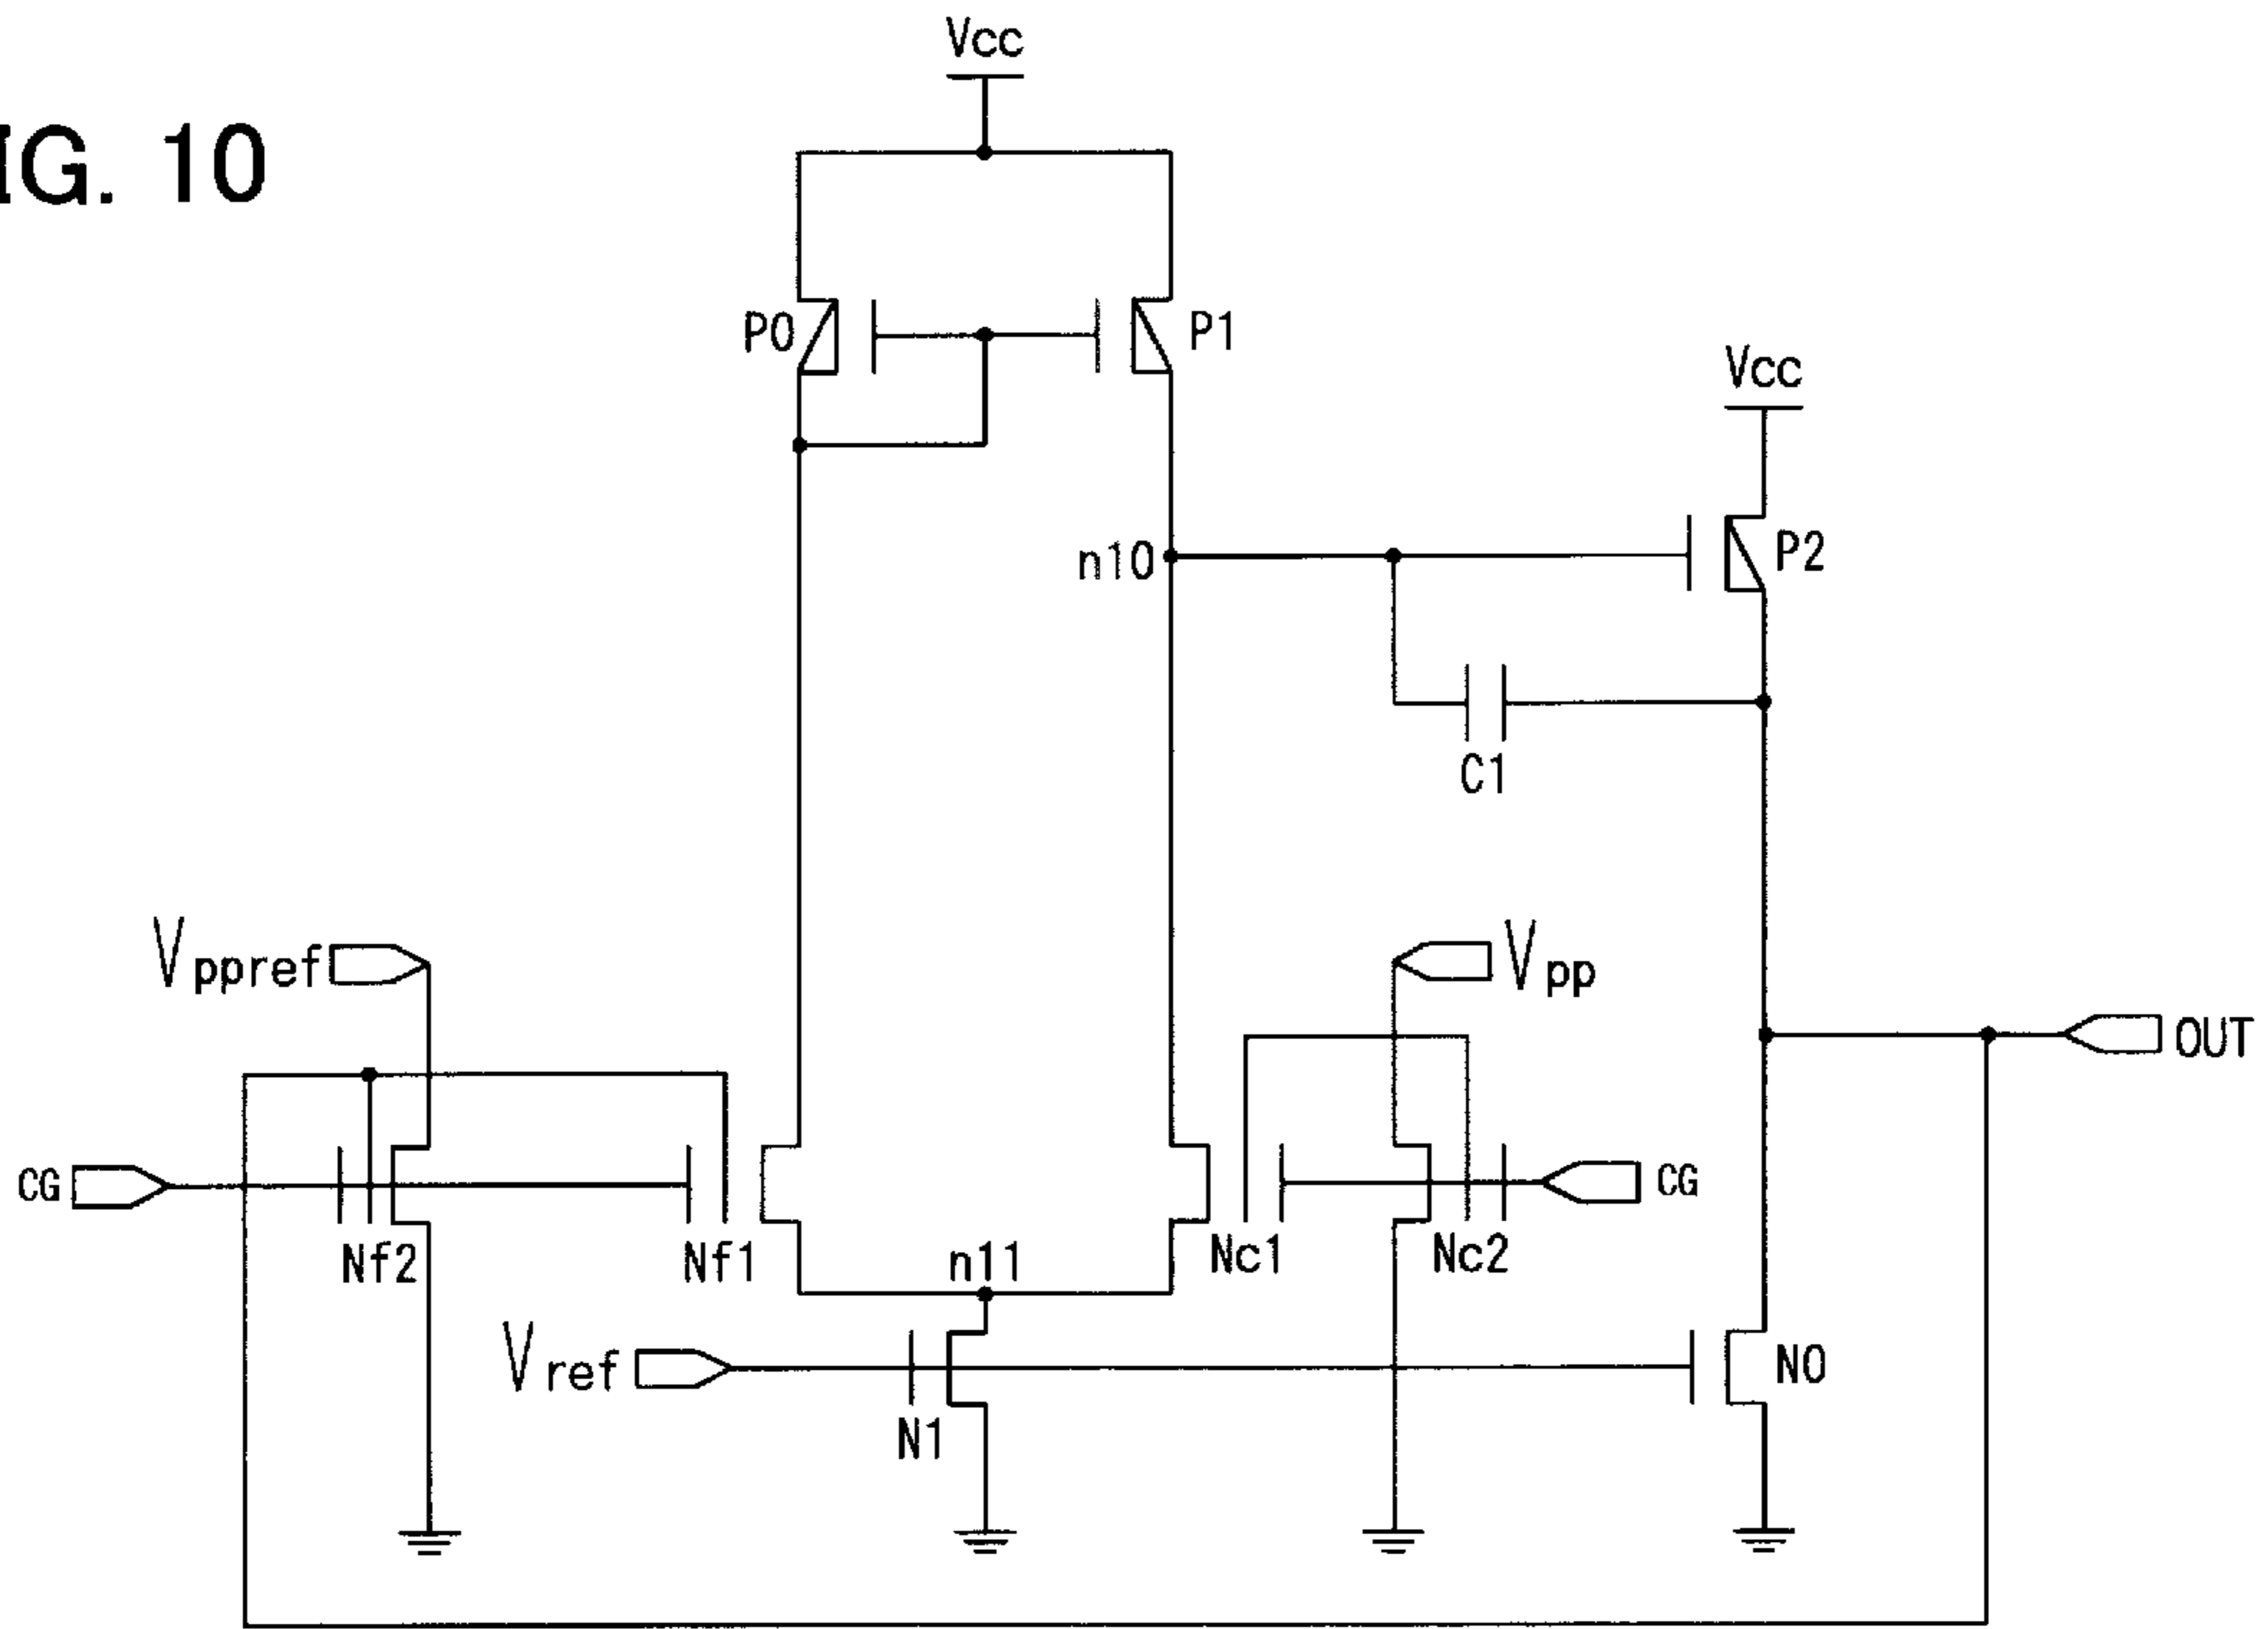 Vcc
IG. 10
P0
P1
Vcc
n10
P2
C1
Vppref
Vpp
OUT
CG
CG
Nf2
Nf1
n11
Nc1
Nc2
Vref
N0
N1